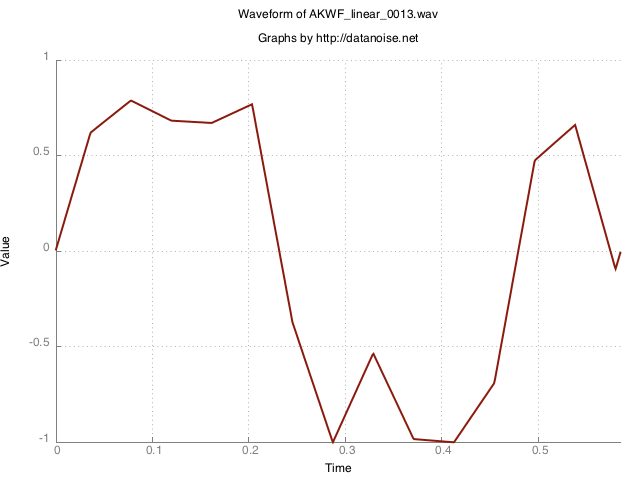 Waveform of AKWF_linear_0013.wav
Graphs by http://datanoise.net
1
0.5
0
-0.5
-1
Value
0 0.1 0.2 0.3 0.4 0.5
Time